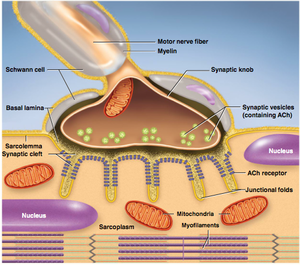 Motor nerve fiber
Myelin
Schwann cell
Synaptic knob
Basal lamina
Synaptic vesicles
(containing ACh)
Sarcolemma
Synaptic cleft
Nucleus
ACh receptor
Junctional folds
Nucleus
Mitochondria
Sarcoplasm
Myofilaments